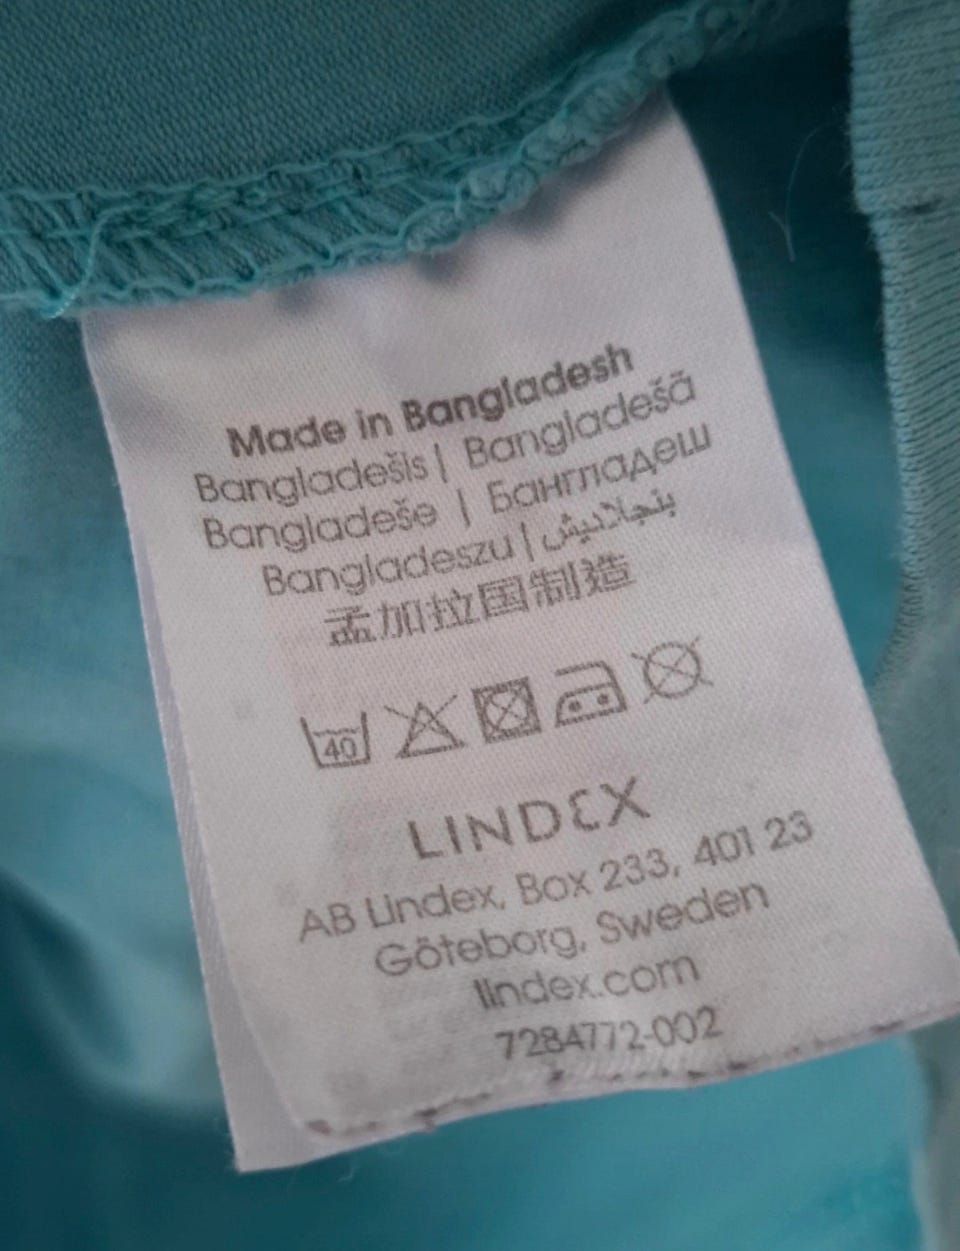 Made in Bangladesh
Bangladešis | Bangladešā
Bangladeše | Бангладеш
Bangladeszu | بنجلاديش
孟加拉国制造
40
LINDEX
AB Lindex, Box 233, 401 23
Göteborg, Sweden
lindex.com
7284772-002